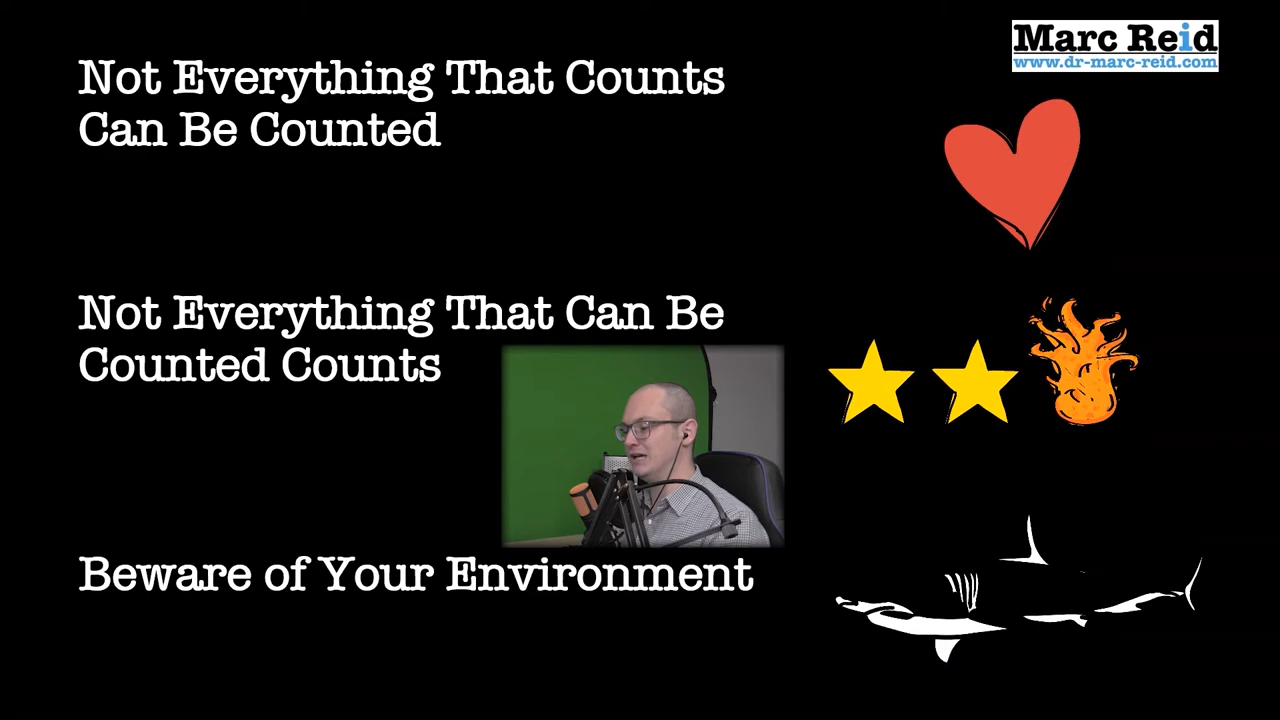 Marc Reid
www.dr-marc-reid.com
Not Everything That Counts
Can Be Counted
Not Everything That Can Be
Counted Counts
Beware of Your Environment